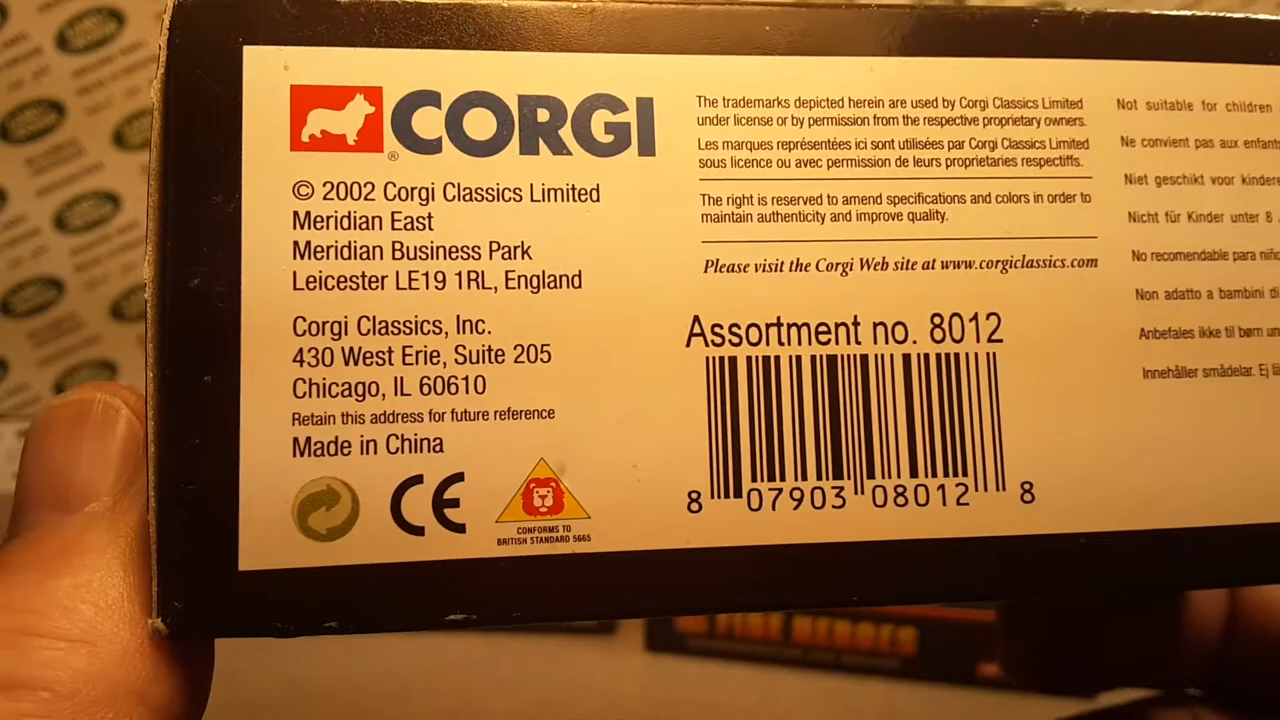 CORGI
®
© 2002 Corgi Classics Limited
Meridian East
Meridian Business Park
Leicester LE19 1RL, England
Corgi Classics, Inc.
430 West Erie, Suite 205
Chicago, IL 60610
Retain this address for future reference
Made in China
CE
CONFORMS TO
BRITISH STANDARD 5665
The trademarks depicted herein are used by Corgi Classics Limited
under license or by permission from the respective proprietary owners.
Les marques représentées ici sont utilisées par Corgi Classics Limited
sous licence ou avec permission de leurs proprietaries respectiffs.
The right is reserved to amend specifications and colors in order to
maintain authenticity and improve quality.
Please visit the Corgi Web site at www.corgiclassics.com
Assortment no. 8012
8 07903 08012 8
Not suitable for children
Ne convient pas aux enfants
Niet geschikt voor kindere
Nicht für Kinder unter 8
No recomendable para niñ
Non adatto a bambini di
Anbefales ikke til børn un
Innehåller smådelar. Ej
HEROES